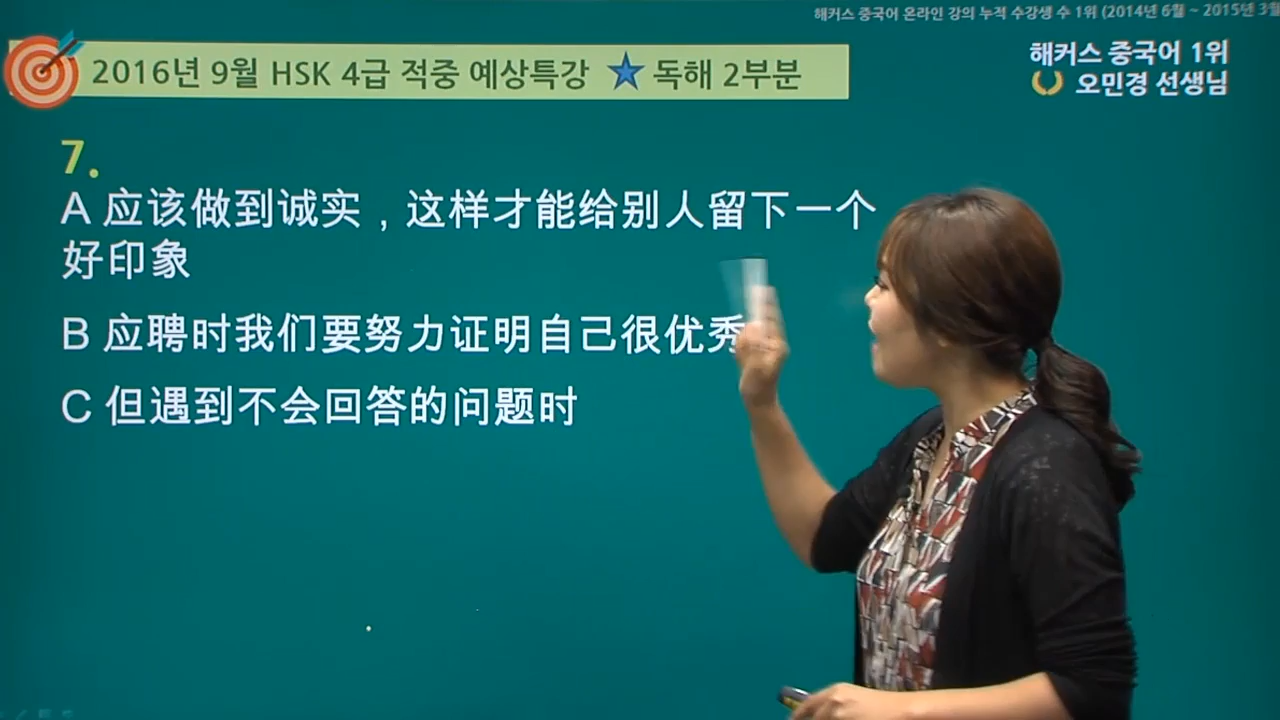 해커스 중국어 온라인 강의 누적 수강생 수 1위 (2014년 6월 ~ 2015년 3월
2016년 9월 HSK 4급 적중 예상특강 ★ 독해 2부분
해커스 중국어 1위
오민경 선생님
7.
A 应该做到诚实，这样才能给别人留下一个
好印象
B 应聘时我们要努力证明自己很优秀
C 但遇到不会回答的问题时